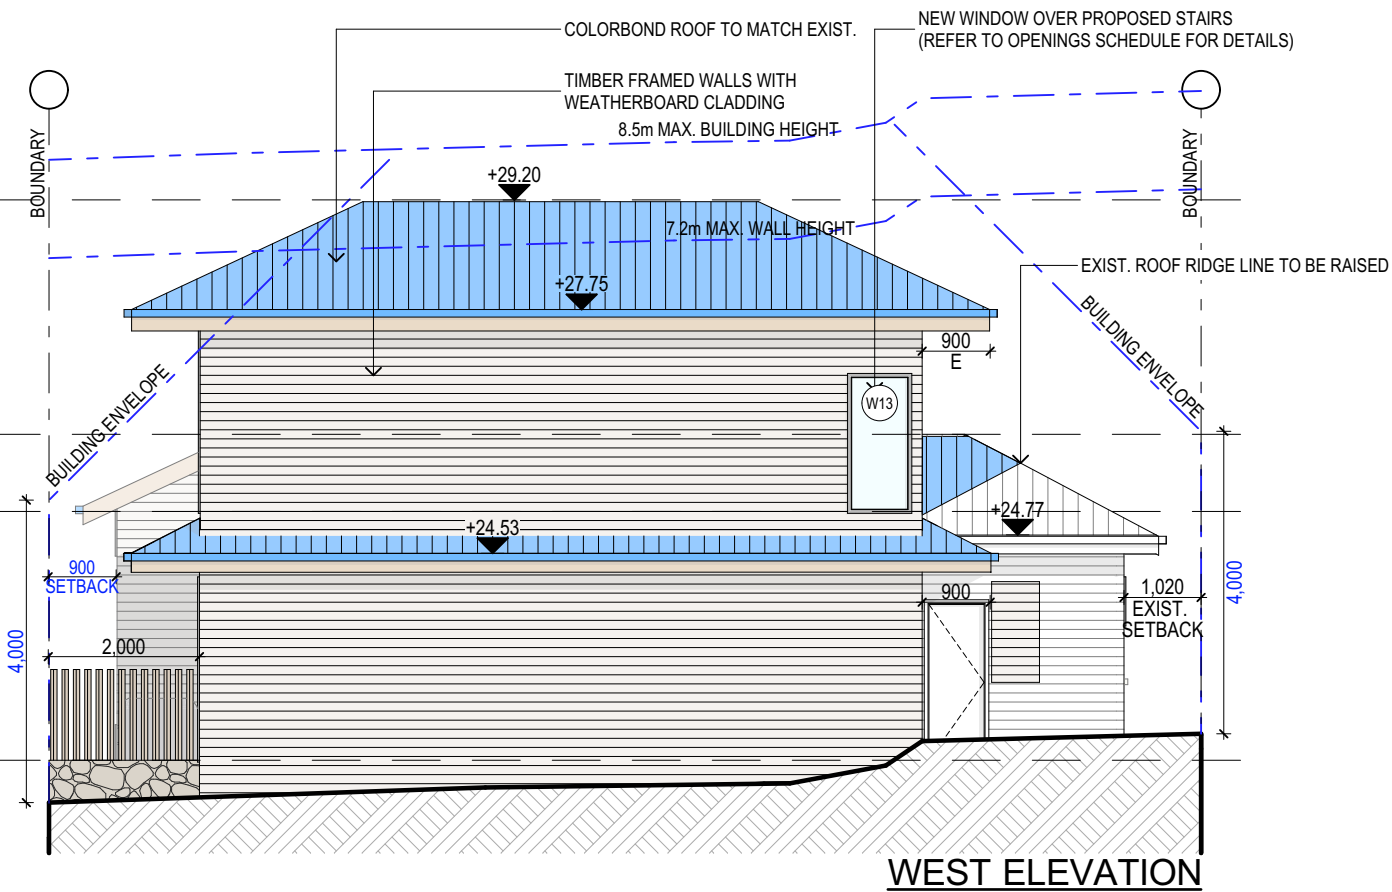 COLORBOND ROOF TO MATCH EXIST.
NEW WINDOW OVER PROPOSED STAIRS
(REFER TO OPENINGS SCHEDULE FOR DETAILS)
TIMBER FRAMED WALLS WITH
WEATHERBOARD CLADDING
8.5m MAX. BUILDING HEIGHT
BOUNDARY
BOUNDARY
+29.20
7.2m MAX. WALL HEIGHT
EXIST. ROOF RIDGE LINE TO BE RAISED
+27.75
BUILDING ENVELOPE
900
E
BUILDING ENVELOPE
W13
+24.53
+24.77
900
SETBACK
4,000
2,000
900
1,020
EXIST.
SETBACK
4,000
WEST ELEVATION